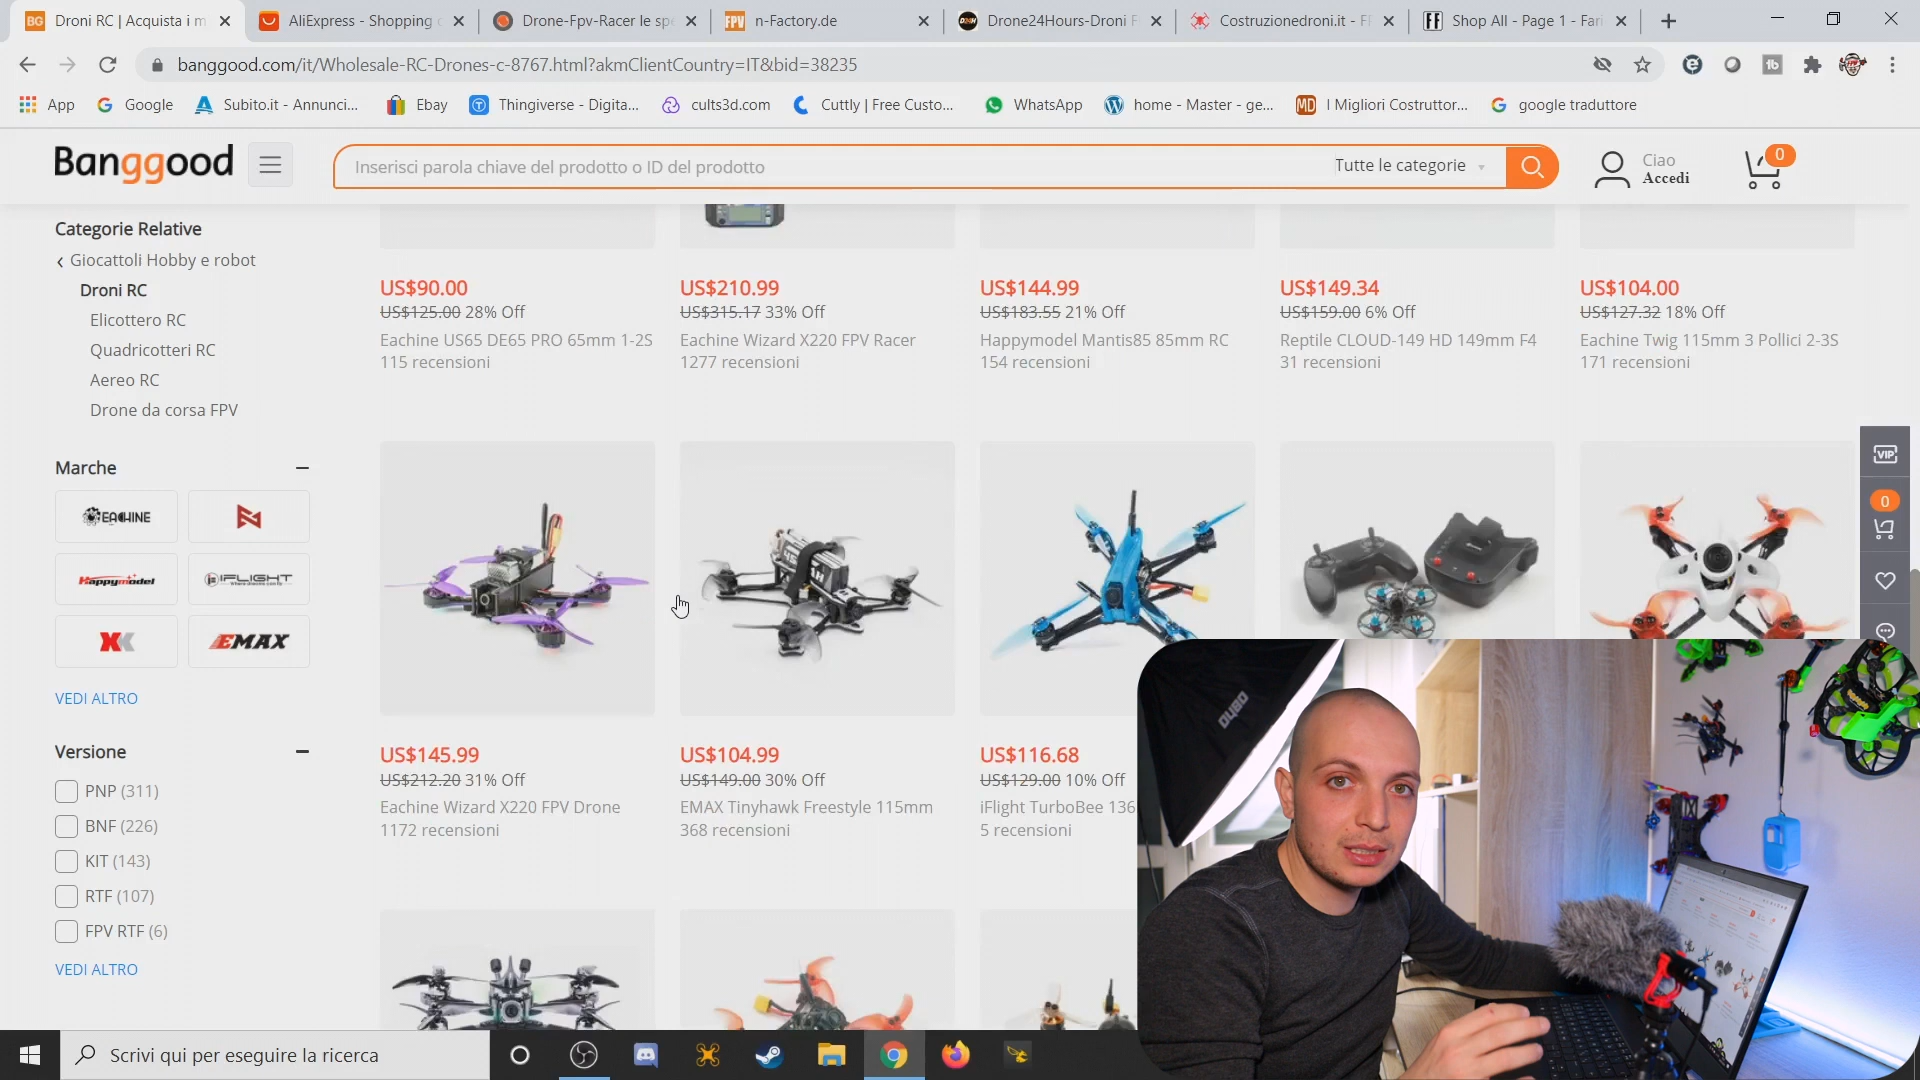 Droni RC | Acquista i m
AliExpress - Shopping
Drone-Fpv-Racer le spe
n-Factory.de
Drone24Hours-Droni F
Costruzionedroni.it - F
Shop All - Page 1 - Fari
banggood.com/it/Wholesale-RC-Drones-c-8767.html?akmClientCountry=IT&bid=38235
App
Google
Subito.it - Annunci...
Ebay
Thingiverse - Digita...
cults3d.com
Cuttly | Free Custo...
WhatsApp
home - Master - ge...
I Migliori Costruttor...
google traduttore
Banggood
Inserisci parola chiave del prodotto o ID del prodotto
Tutte le categorie
Ciao
Accedi
0
Categorie Relative
Giocattoli Hobby e robot
Droni RC
Elicottero RC
Quadricotteri RC
Aereo RC
Drone da corsa FPV
Marche
EACHINE
Happymodel
iFLIGHT
XK
EMAX
VEDI ALTRO
Versione
PNP (311)
BNF (226)
KIT (143)
RTF (107)
FPV RTF (6)
VEDI ALTRO
US$90.00
US$125.00 28% Off
Eachine US65 DE65 PRO 65mm 1-2S
115 recensioni
US$210.99
US$315.17 33% Off
Eachine Wizard X220 FPV Racer
1277 recensioni
US$144.99
US$183.55 21% Off
Happymodel Mantis85 85mm RC
154 recensioni
US$149.34
US$159.00 6% Off
Reptile CLOUD-149 HD 149mm F4
31 recensioni
US$104.00
US$127.32 18% Off
Eachine Twig 115mm 3 Pollici 2-3S
171 recensioni
US$145.99
US$212.20 31% Off
Eachine Wizard X220 FPV Drone
1172 recensioni
US$104.99
US$149.00 30% Off
EMAX Tinyhawk Freestyle 115mm
368 recensioni
US$116.68
US$129.00 10% Off
iFlight TurboBee 136
5 recensioni
VIP
0
Scrivi qui per eseguire la ricerca